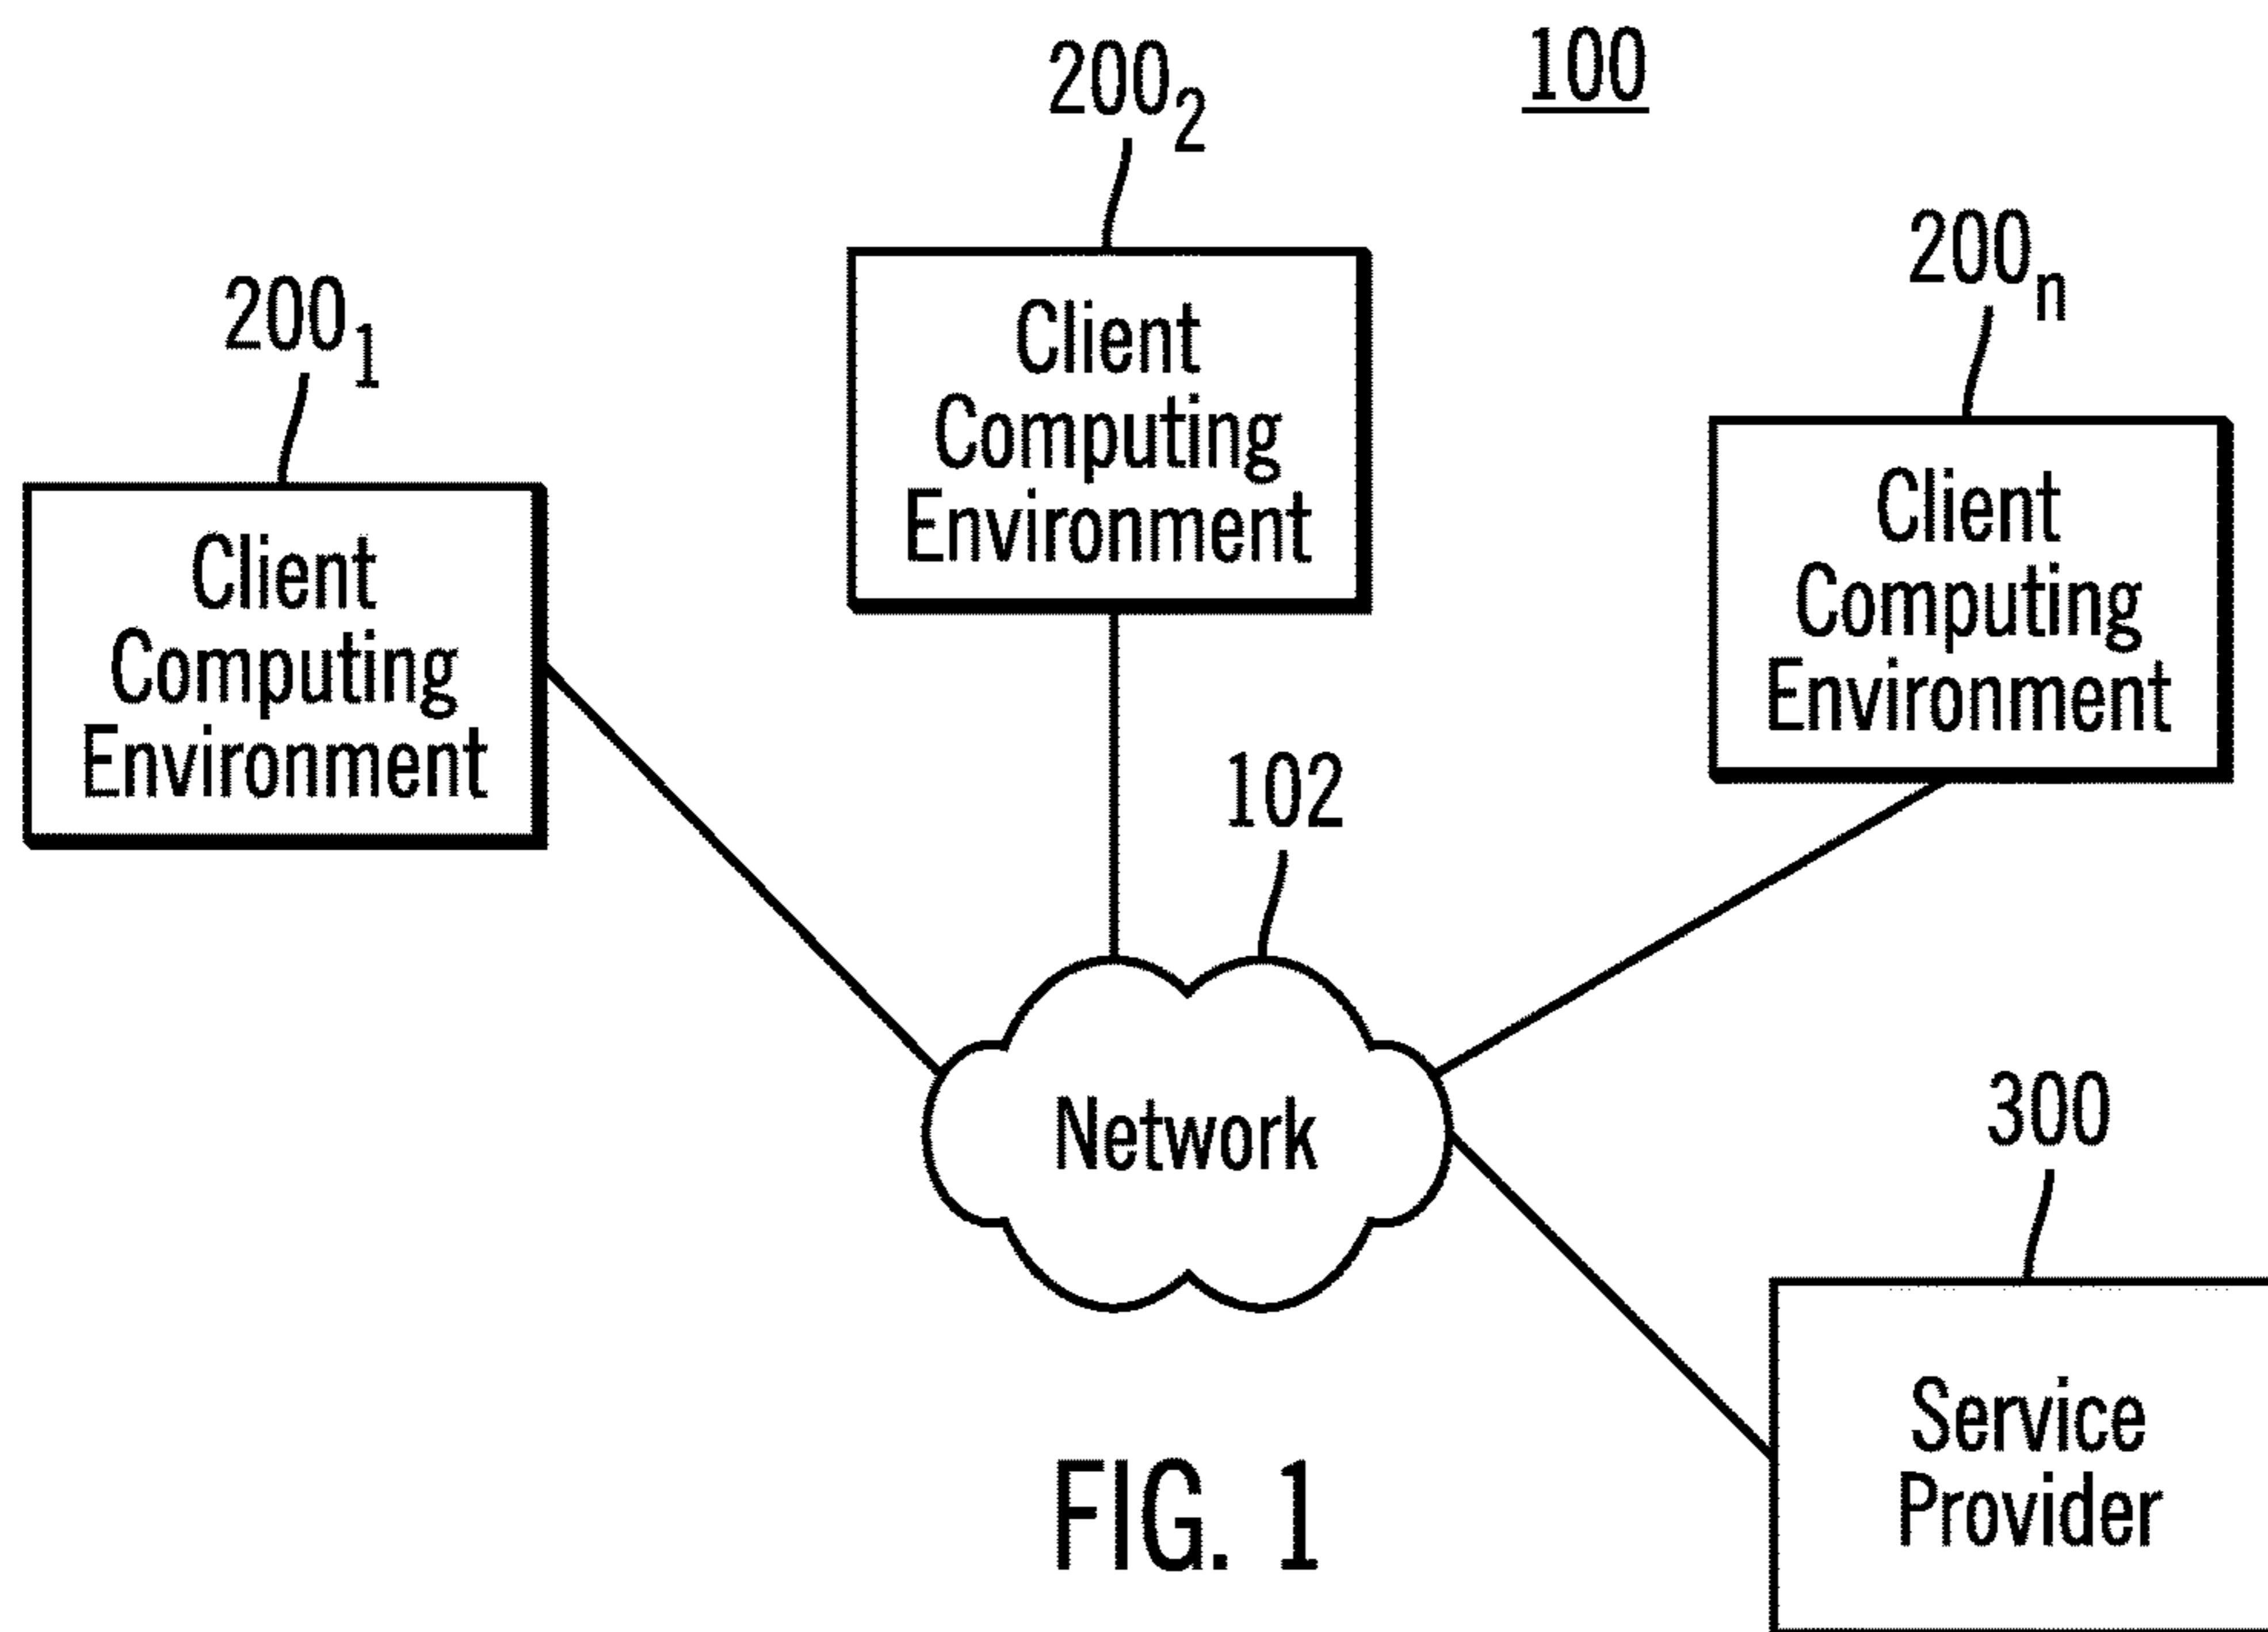 100
200₂
200ₙ
200₁
Client
Computing
Environment
Client
Computing
Environment
Client
Computing
Environment
102
Network
300
Service
Provider
FIG. 1